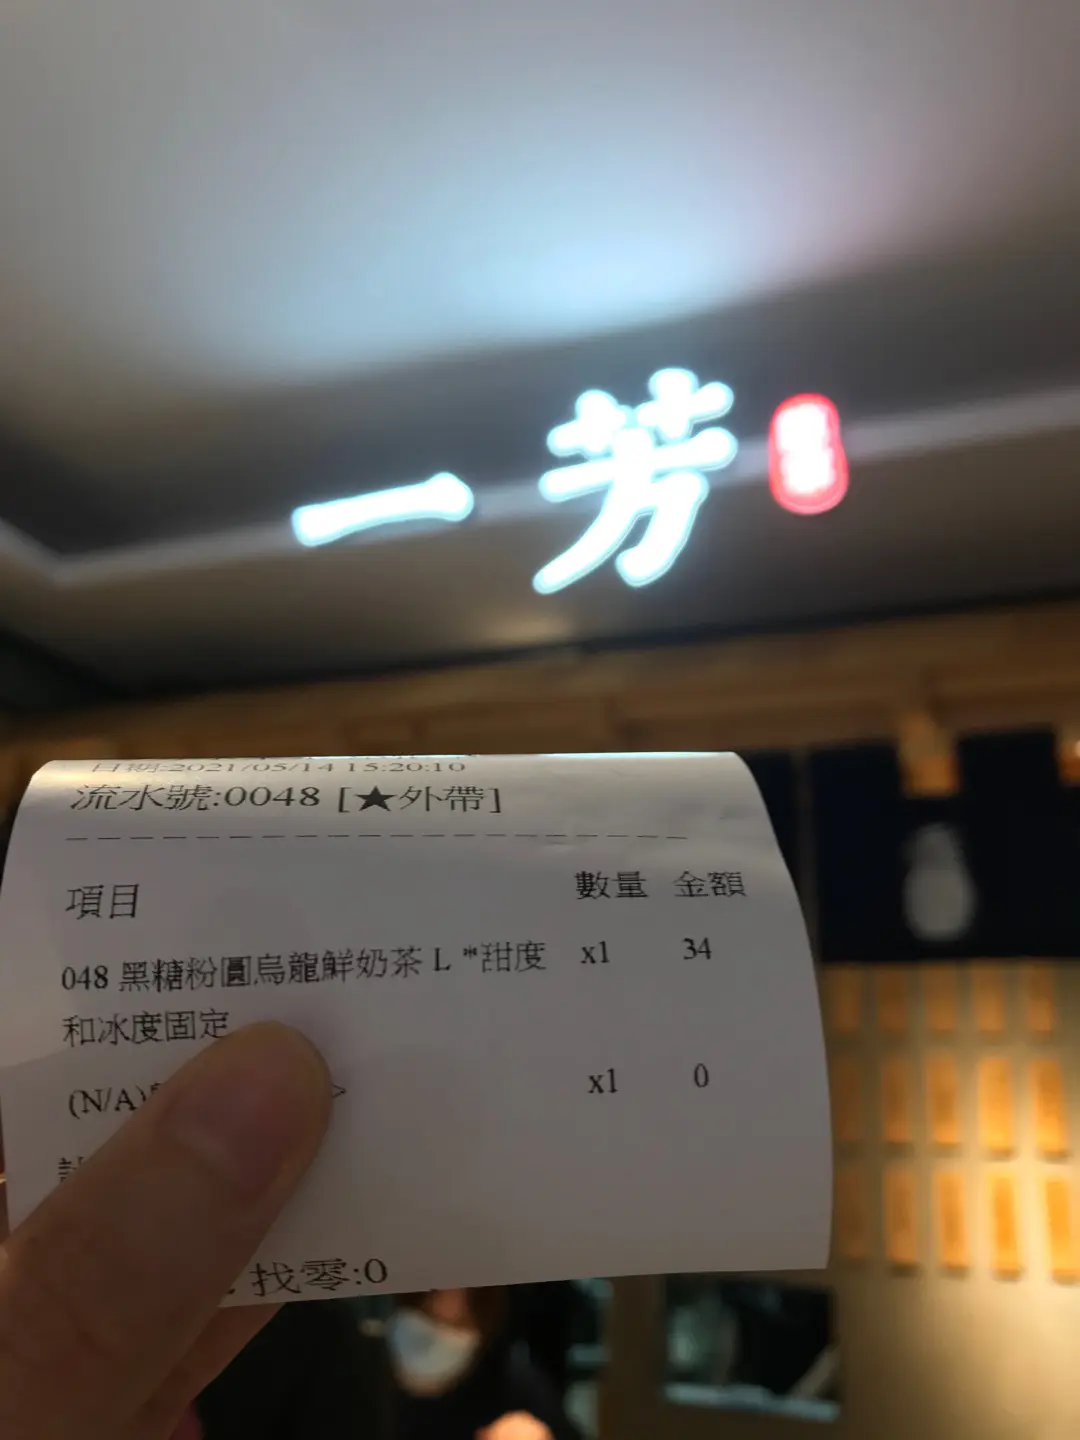 一芳
日期:2021/05/14 15:20:10
流水號:0048 [★外帶]
項目 數量 金額
048 黑糖粉圓烏龍鮮奶茶 L *甜度 x1 34
和冰度固定
(N/A) x1 0
找零:0